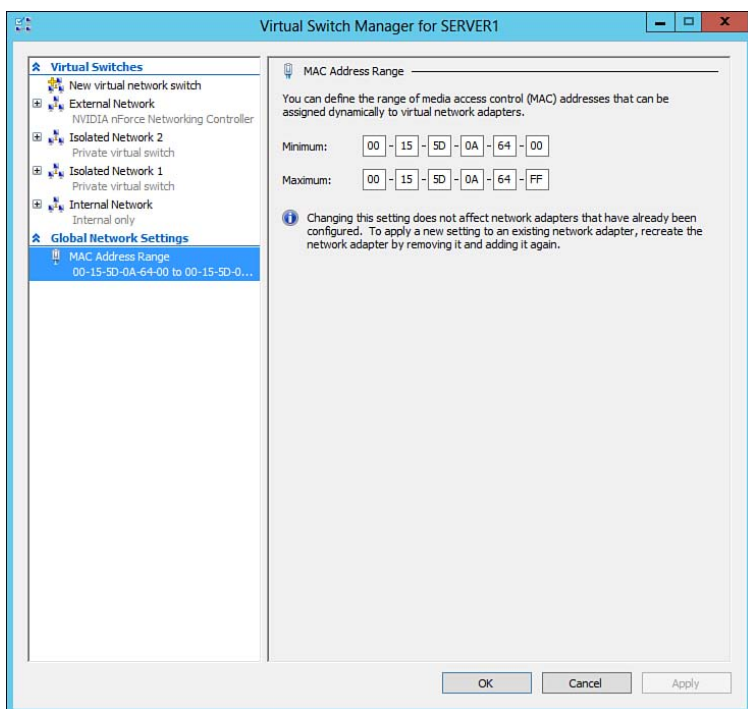 Virtual Switch Manager for SERVER1
Virtual Switches
New virtual network switch
External Network
NVIDIA nForce Networking Controller
Isolated Network 2
Private virtual switch
Isolated Network 1
Private virtual switch
Internal Network
Internal only
Global Network Settings
MAC Address Range
00-15-5D-0A-64-00 to 00-15-5D-0...
MAC Address Range
You can define the range of media access control (MAC) addresses that can be
assigned dynamically to virtual network adapters.
Minimum: 00 - 15 - 5D - 0A - 64 - 00
Maximum: 00 - 15 - 5D - 0A - 64 - FF
Changing this setting does not affect network adapters that have already been
configured. To apply a new setting to an existing network adapter, recreate the
network adapter by removing it and adding it again.
OK Cancel Apply